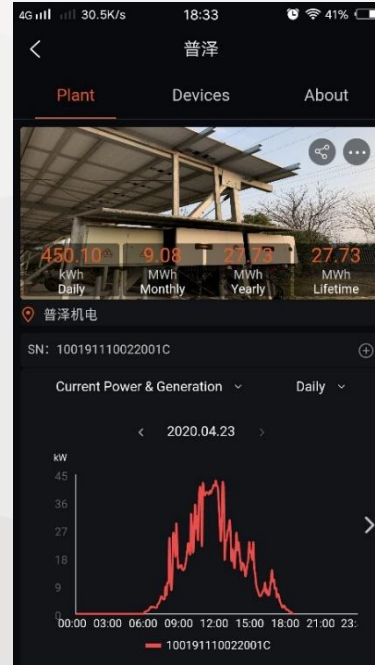 4G 30.5K/s 18:33 41%
普泽
Plant Devices About
450.10 9.08 27.73 27.73
kWh MWh MWh MWh
Daily Monthly Yearly Lifetime
普泽机电
SN: 100191110022001C
Current Power & Generation Daily
2020.04.23
kW
45
36
27
18
9
0
00:00 03:00 06:00 09:00 12:00 15:00 18:00 21:00 23:
100191110022001C